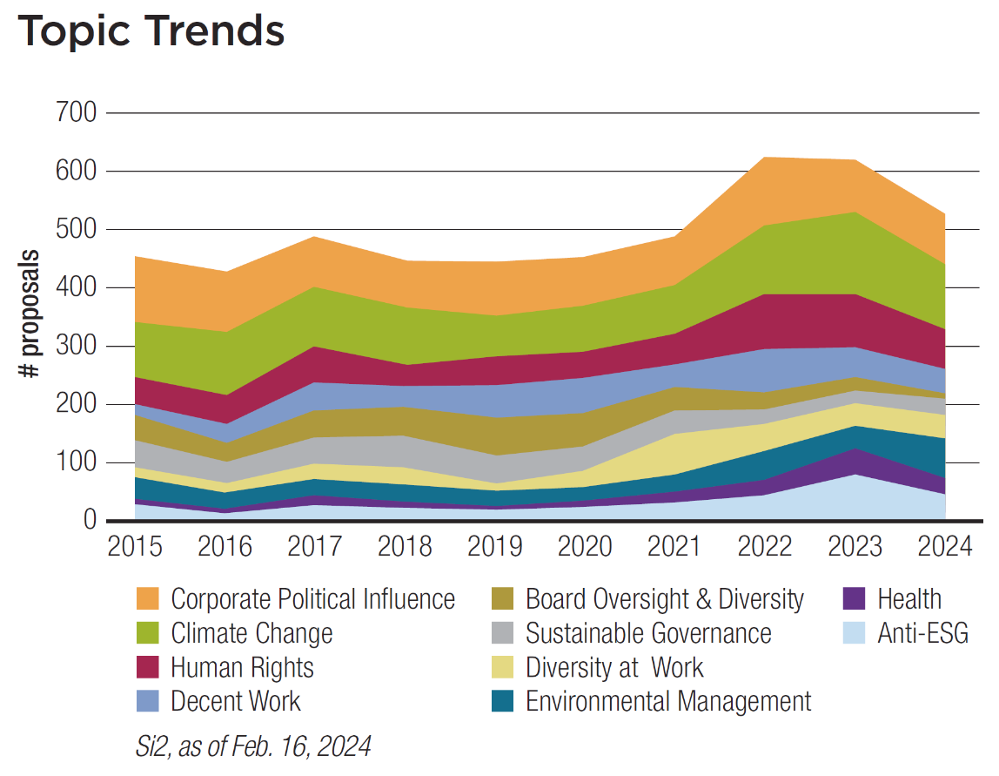 Topic Trends
700
600
500
400
300
200
100
0
# proposals
2015 2016 2017 2018 2019 2020 2021 2022 2023 2024
Corporate Political Influence
Climate Change
Human Rights
Decent Work
Board Oversight & Diversity
Sustainable Governance
Diversity at Work
Environmental Management
Health
Anti-ESG
Si2, as of Feb. 16, 2024